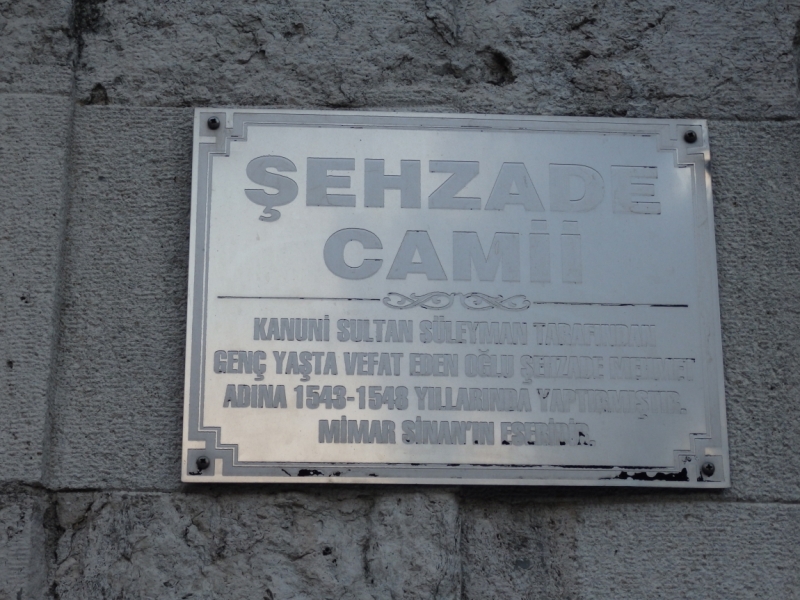 ŞEHZADE
CAMİİ
KANUNİ SULTAN SÜLEYMAN TARAFINDAN
GENÇ YAŞTA VEFAT EDEN OĞLU ŞEHZADE MEHMET
ADINA 1543-1548 YILLARINDA YAPTIRMIŞTIR.
MİMAR SİNAN'IN ESERİDİR.